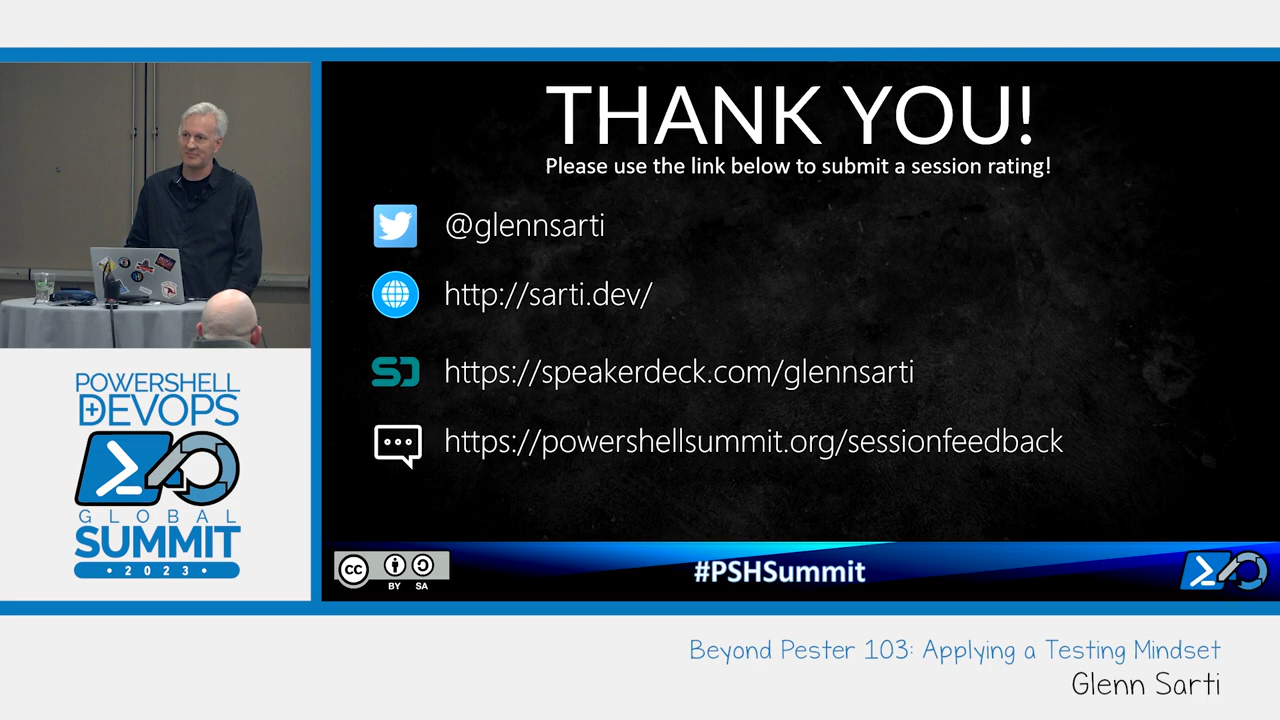 THANK YOU!
Please use the link below to submit a session rating!
@glennsarti
http://sarti.dev/
https://speakerdeck.com/glennsarti
https://powershellsummit.org/sessionfeedback
cc
BY SA
#PSHSummit
POWERSHELL
+DEVOPS
GLOBAL
SUMMIT
• 2023 •
Beyond Pester 103: Applying a Testing Mindset
Glenn Sarti